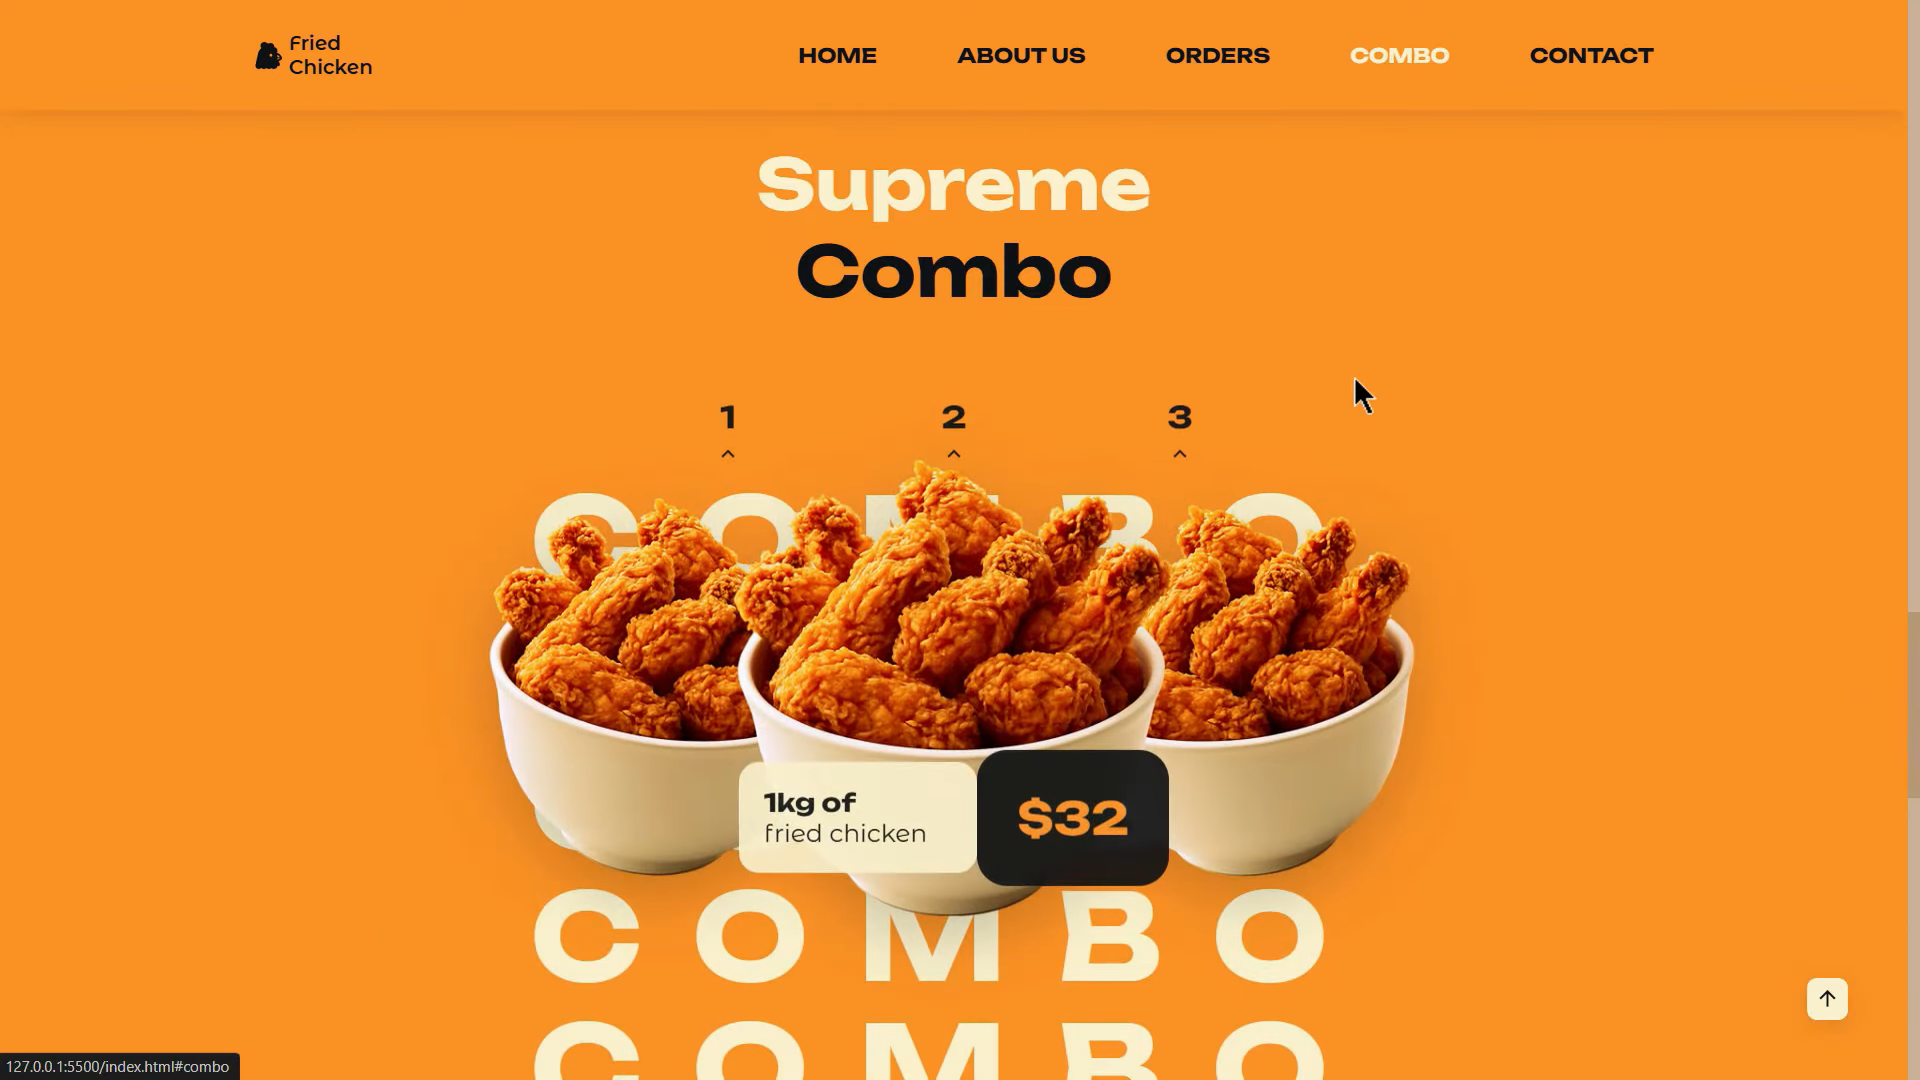 Fried
Chicken
HOME ABOUT US ORDERS COMBO CONTACT
Supreme
Combo
1 2 3
COMBO
1kg of
fried chicken
$32
COMBO
COMBO
127.0.0.1:5500/index.html#combo